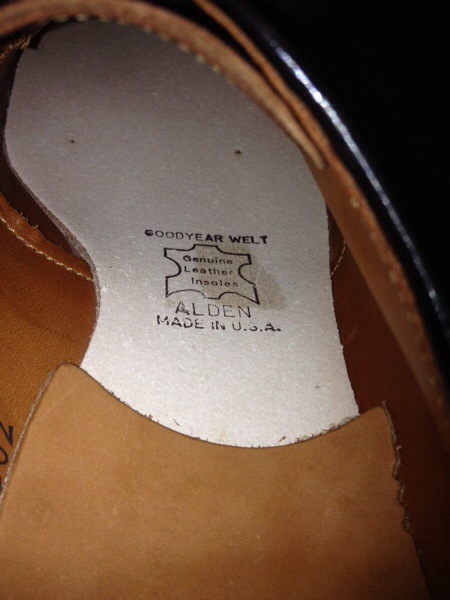 GOODYEAR WELT
Genuine
Leather
Insoles
ALDEN
MADE IN U.S.A.